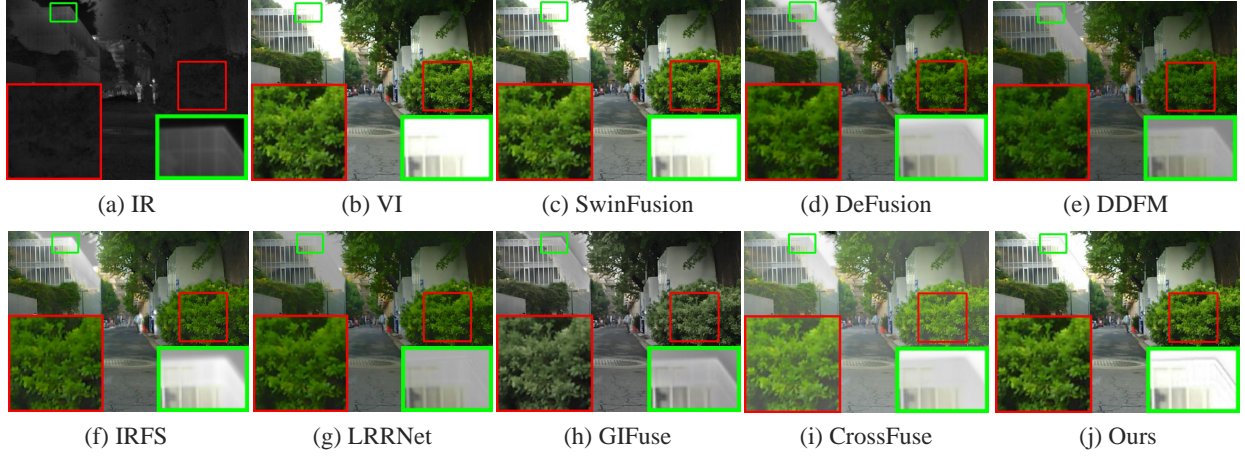 (a) IR
(b) VI
(c) SwinFusion
(d) DeFusion
(e) DDFM
(f) IRFS
(g) LRRNet
(h) GIFuse
(i) CrossFuse
(j) Ours